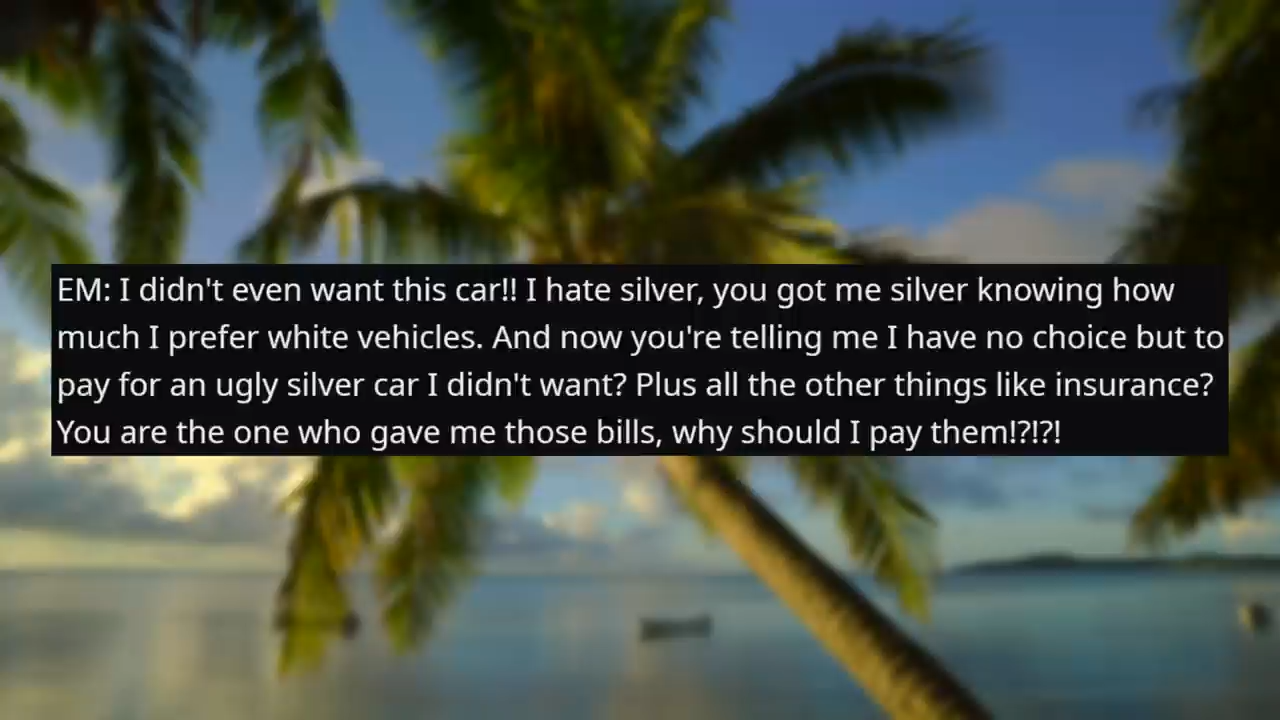 EM: I didn't even want this car!! I hate silver, you got me silver knowing how
much I prefer white vehicles. And now you're telling me I have no choice but to
pay for an ugly silver car I didn't want? Plus all the other things like insurance?
You are the one who gave me those bills, why should I pay them!?!?!